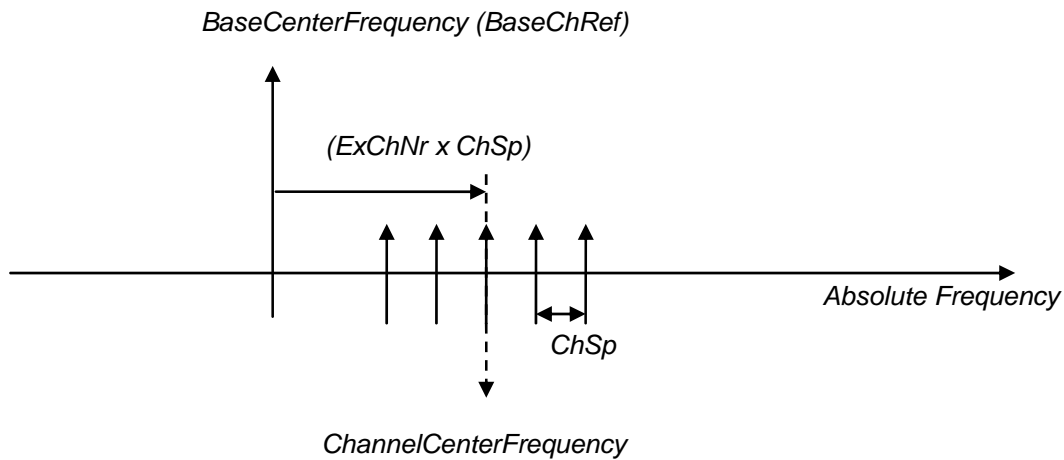 BaseCenterFrequency (BaseChRef)
(ExChNr x ChSp)
Absolute Frequency
ChSp
ChannelCenterFrequency